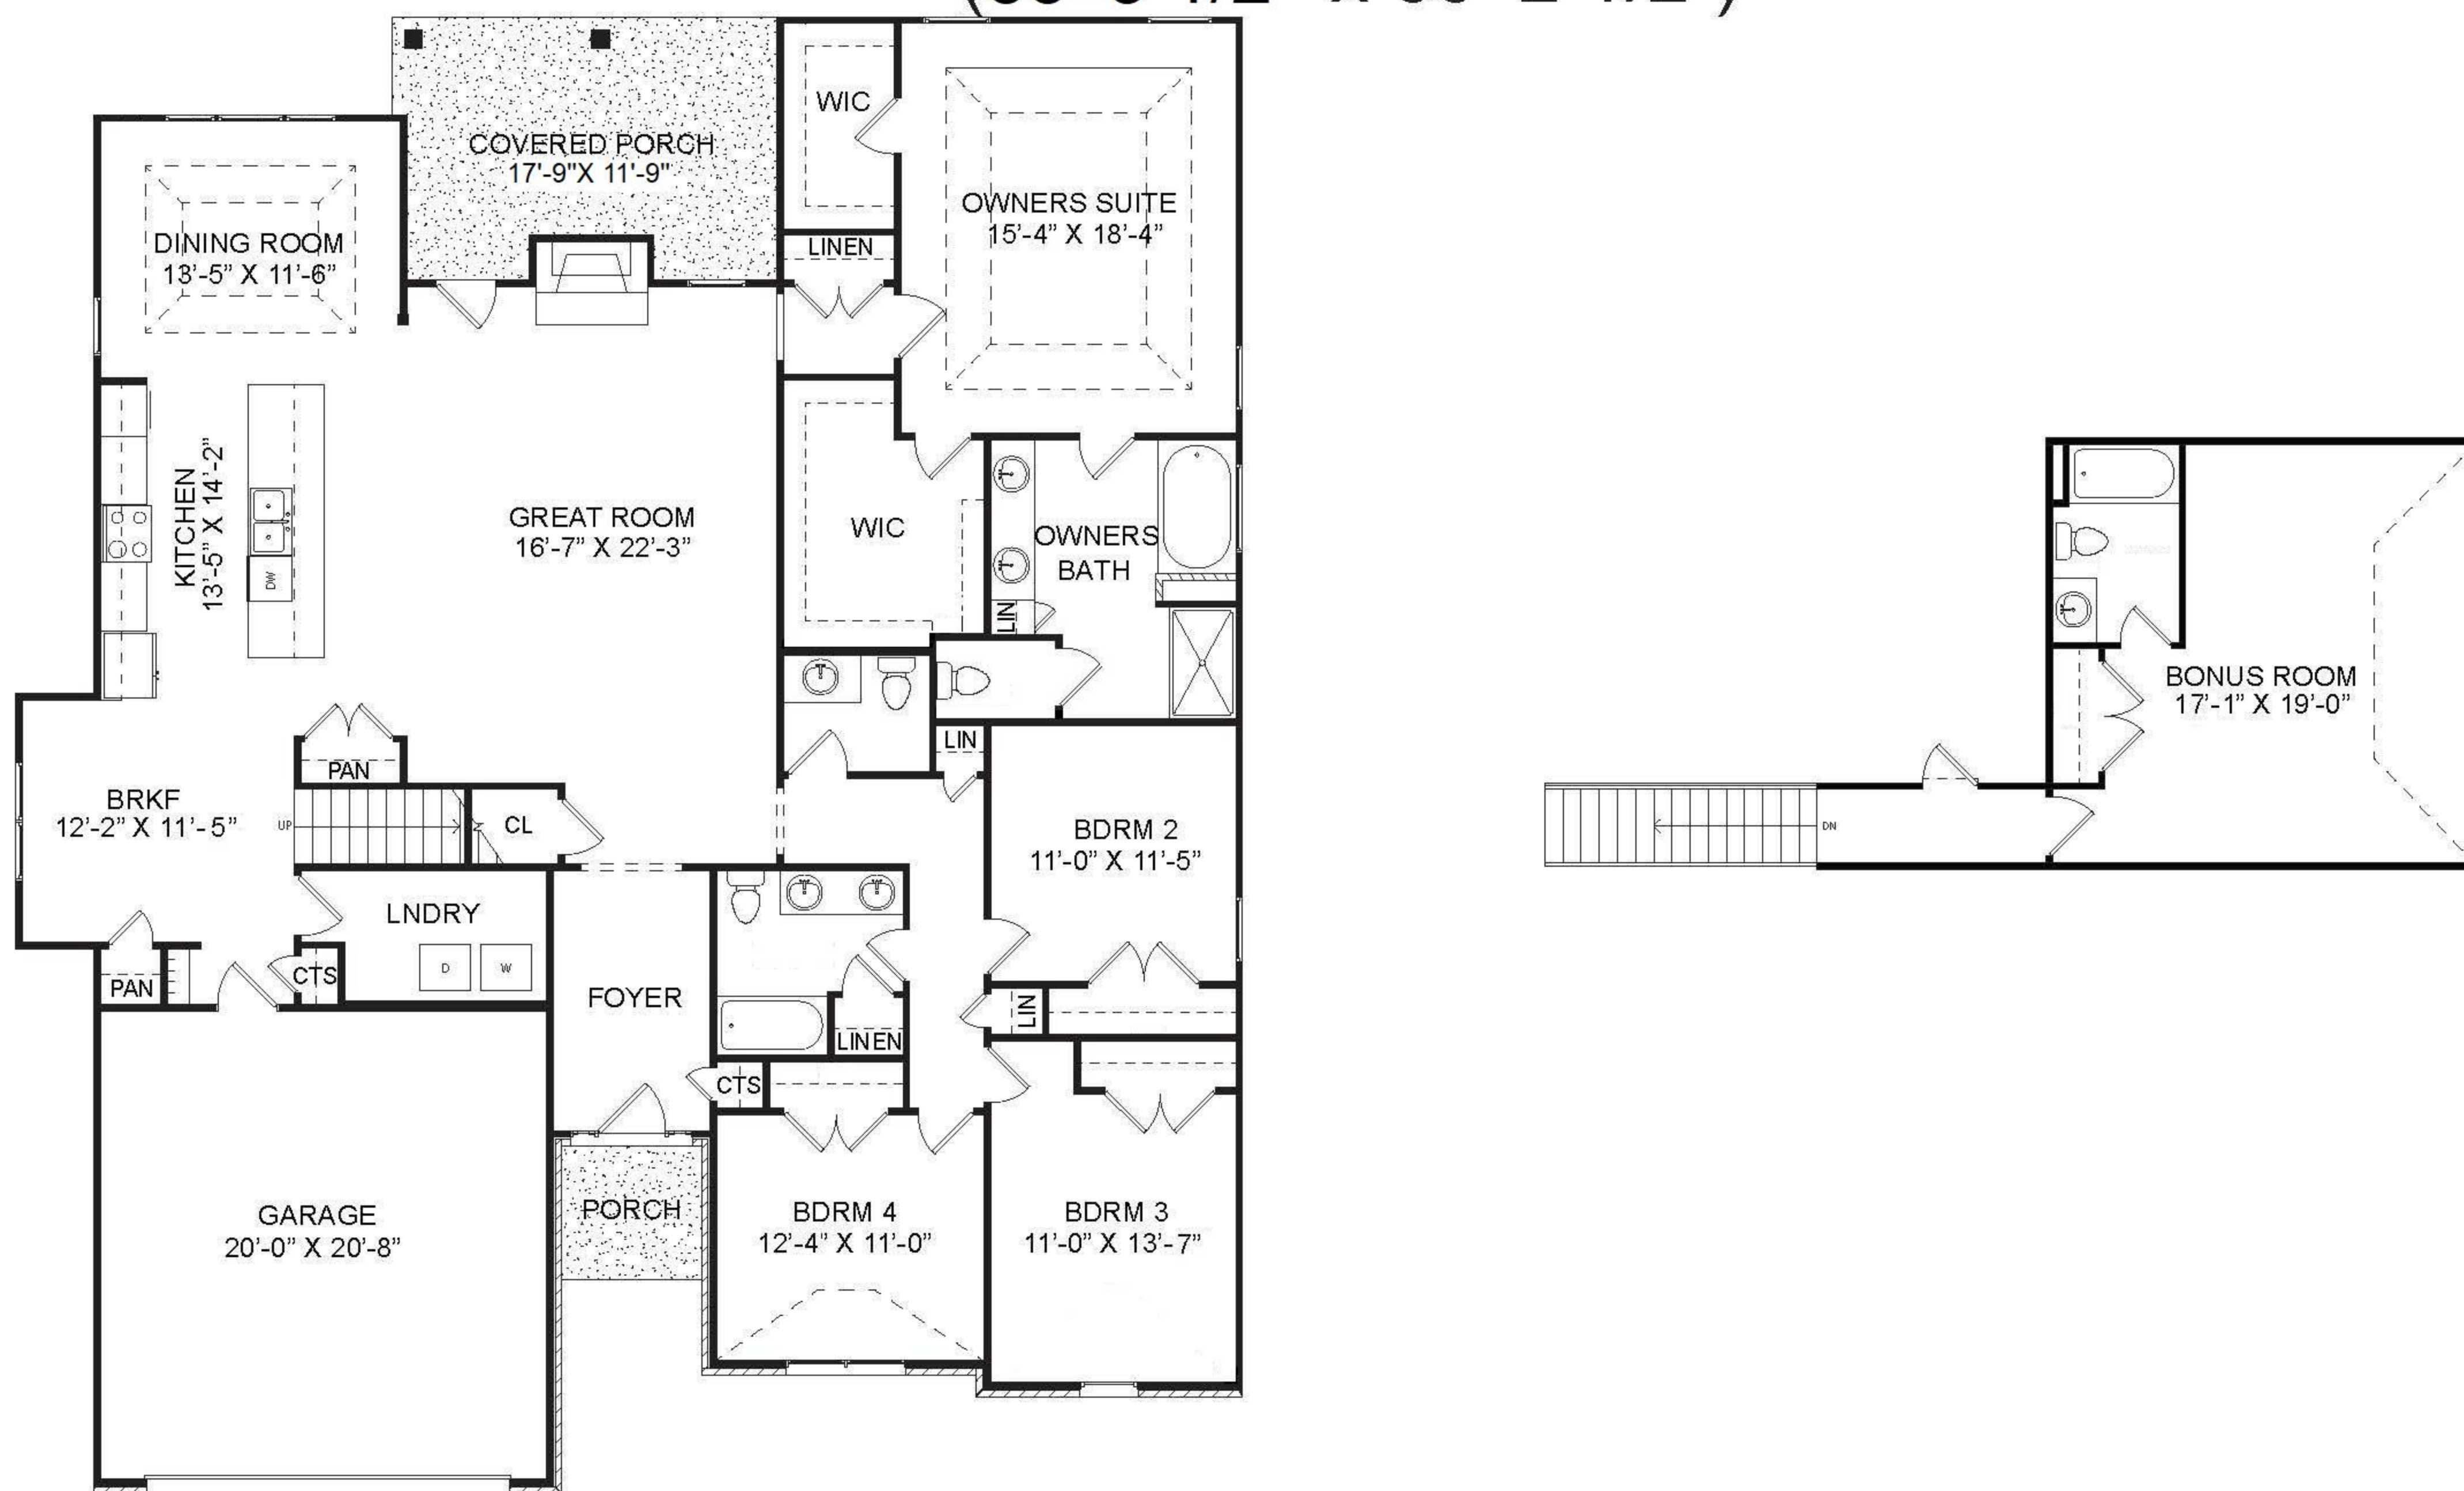 WIC
COVERED PORCH
17'-9"X 11'-9"
OWNERS SUITE
15'-4" X 18'-4"
DINING ROOM
13'-5" X 11'-6"
LINEN
KITCHEN
13'-5" X 14'-2"
DW
GREAT ROOM
16'-7" X 22'-3"
WIC
OWNERS
BATH
LIN
BONUS ROOM
17'-1" X 19'-0"
DN
LIN
PAN
BRKF
12'-2" X 11'-5"
UP
CL
BDRM 2
11'-0" X 11'-5"
LNDRY
D
W
CTS
PAN
FOYER
LIN
LINEN
CTS
PORCH
GARAGE
20'-0" X 20'-8"
BDRM 4
12'-4" X 11'-0"
BDRM 3
11'-0" X 13'-7"